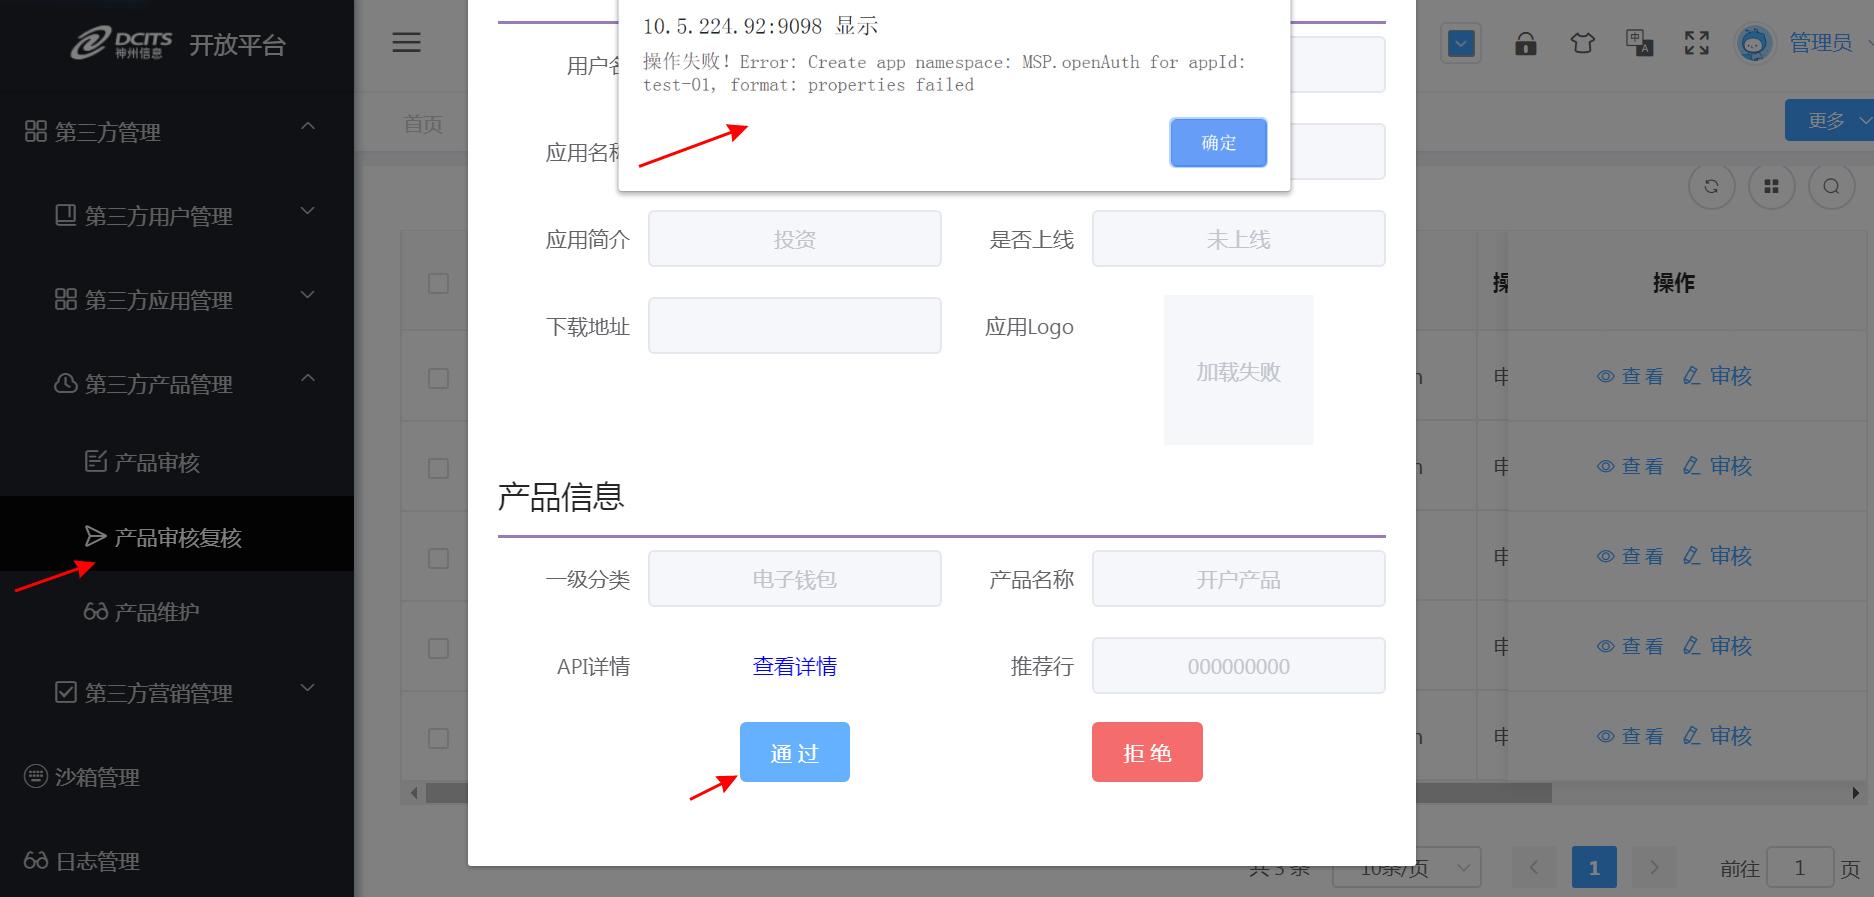 DCITS
神州信息
开放平台
第三方管理
第三方用户管理
第三方应用管理
第三方产品管理
产品审核
产品审核复核
产品维护
第三方营销管理
沙箱管理
日志管理
首页
管理员
更多
10.5.224.92:9098 显示
操作失败! Error: Create app namespace: MSP.openAuth for appId:
test-01, format: properties failed
确定
用户名
应用名称
应用简介
投资
是否上线
未上线
下载地址
应用Logo
加载失败
产品信息
一级分类
电子钱包
产品名称
开户产品
API详情
查看详情
推荐行
000000000
通过
拒绝
操作
查看 审核
查看 审核
查看 审核
查看 审核
查看 审核
共 3 条
10条/页
1
前往 1 页